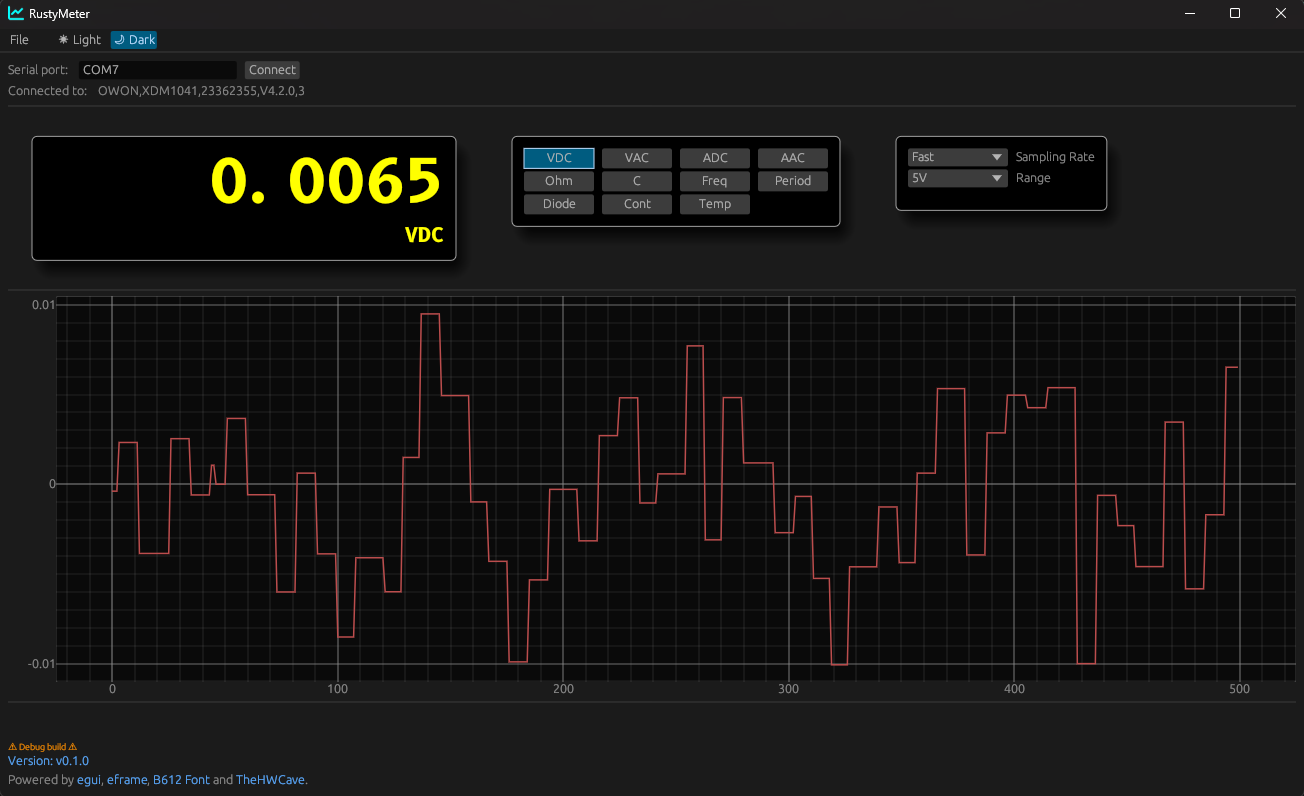 RustyMeter
File ☀ Light 🌙 Dark
Serial port: COM7 Connect
Connected to: OWON,XDM1041,23362355,V4.2.0,3
0. 0065
VDC
VDC VAC ADC AAC
Ohm C Freq Period
Diode Cont Temp
Fast Sampling Rate
5V Range
0.01
0
-0.01
0 100 200 300 400 500
⚠ Debug build ⚠
Version: v0.1.0
Powered by egui, eframe, B612 Font and TheHWCave.